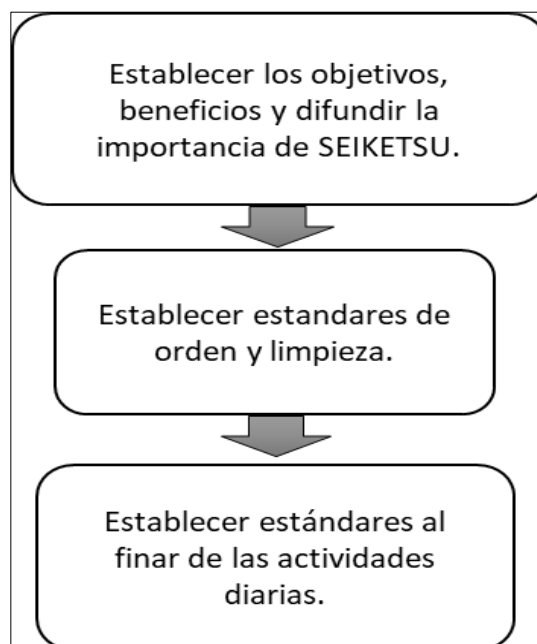 Establecer los objetivos,
beneficios y difundir la
importancia de SEIKETSU.
Establecer estandares de
orden y limpieza.
Establecer estándares al
finar de las actividades
diarias.